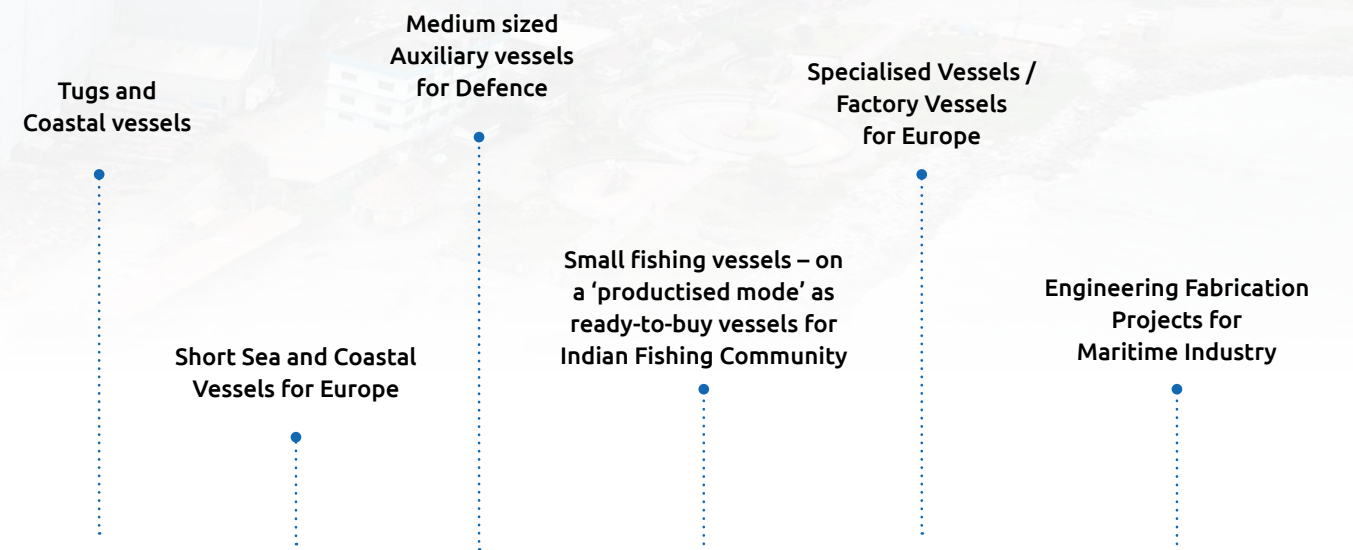 Tugs and
Coastal vessels
Short Sea and Coastal
Vessels for Europe
Medium sized
Auxiliary vessels
for Defence
Small fishing vessels – on
a ‘productised mode’ as
ready-to-buy vessels for
Indian Fishing Community
Specialised Vessels /
Factory Vessels
for Europe
Engineering Fabrication
Projects for
Maritime Industry